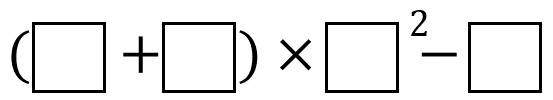 (□ + □) × □² − □